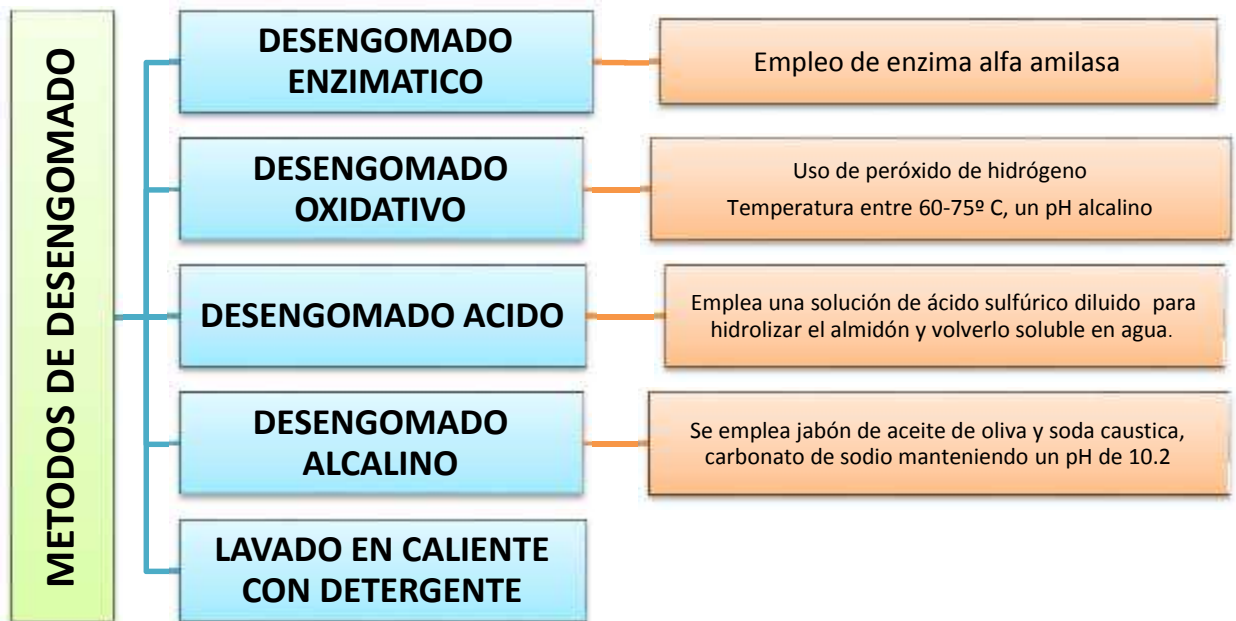 METODOS DE DESENGOMADO
DESENGOMADO
ENZIMATICO
Empleo de enzima alfa amilasa
DESENGOMADO
OXIDATIVO
Uso de peróxido de hidrógeno
Temperatura entre 60-75º C, un pH alcalino
DESENGOMADO ACIDO
Emplea una solución de ácido sulfúrico diluido para
hidrolizar el almidón y volverlo soluble en agua.
DESENGOMADO
ALCALINO
Se emplea jabón de aceite de oliva y soda caustica,
carbonato de sodio manteniendo un pH de 10.2
LAVADO EN CALIENTE
CON DETERGENTE